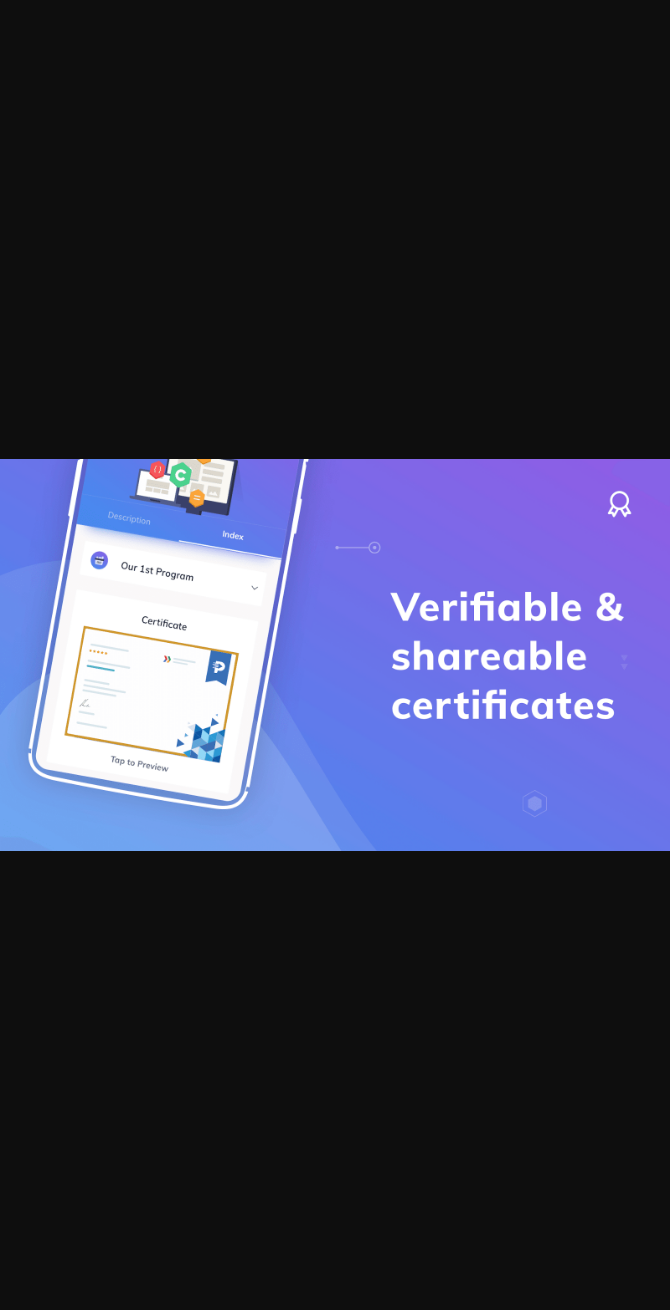 Description
Index
Our 1st Program
Certificate
Tap to Preview
Verifiable &
shareable
certificates